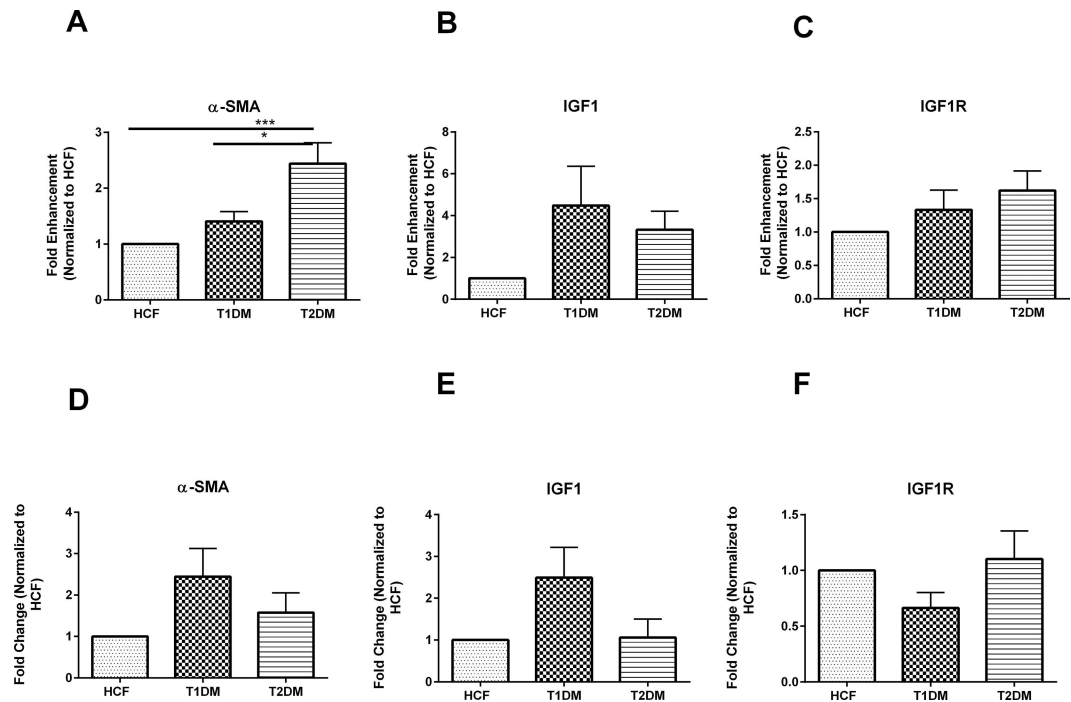 A
α-SMA
Fold Enhancement
(Normalized to HCF)
3
2
1
0
***
*
HCF T1DM T2DM
B
IGF1
Fold Enhancement
(Normalized to HCF)
8
6
4
2
0
HCF T1DM T2DM
C
IGF1R
Fold Enhancement
(Normalized to HCF)
2.5
2.0
1.5
1.0
0.5
0.0
HCF T1DM T2DM
D
α-SMA
Fold Change (Normalized to
HCF)
4
3
2
1
0
HCF T1DM T2DM
E
IGF1
Fold Change (Normalized to
HCF)
4
3
2
1
0
HCF T1DM T2DM
F
IGF1R
Fold Change (Normalized to
HCF)
1.5
1.0
0.5
0.0
HCF T1DM T2DM